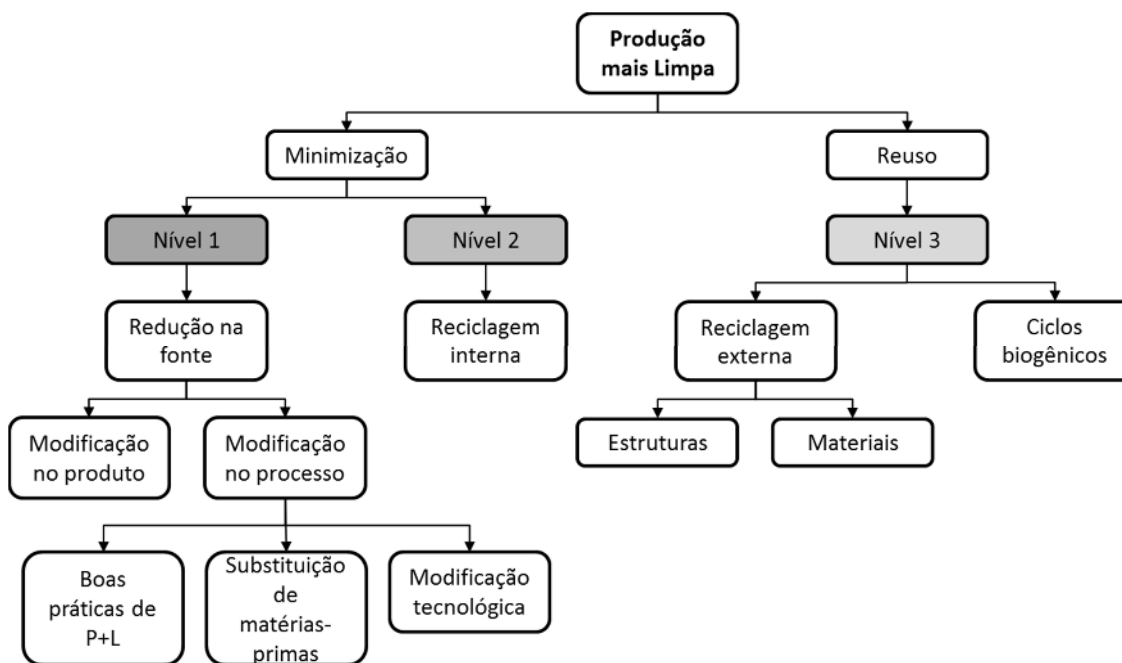 Produção
mais Limpa
Minimização
Reuso
Nível 1
Nível 2
Nível 3
Redução na
fonte
Reciclagem
interna
Reciclagem
externa
Ciclos
biogênicos
Modificação
no produto
Modificação
no processo
Estruturas
Materiais
Boas
práticas de
P+L
Substituição
de
matérias-
primas
Modificação
tecnológica